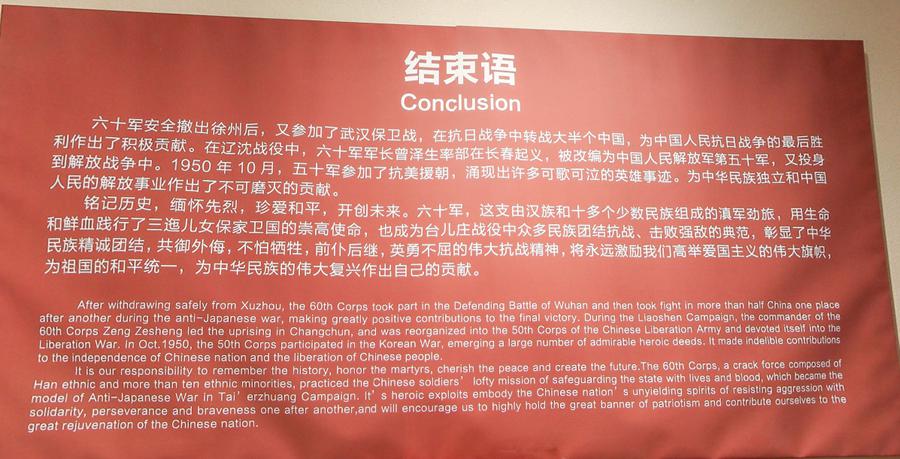 结束语
Conclusion
六十军安全撤出徐州后，又参加了武汉保卫战，在抗日战争中转战大半个中国，为中国人民抗日战争的最后胜
利作出了积极贡献。在辽沈战役中，六十军军长曾泽生率部在长春起义，被改编为中国人民解放军第五十军，又投身
到解放战争中。1950 年 10 月，五十军参加了抗美援朝，涌现出许多可歌可泣的英雄事迹。为中华民族独立和中国
人民的解放事业作出了不可磨灭的贡献。
铭记历史，缅怀先烈，珍爱和平，开创未来。六十军，这支由汉族和十多个少数民族组成的滇军劲旅，用生命
和鲜血践行了三迤儿女保家卫国的崇高使命，也成为台儿庄战役中众多民族团结抗战、击败强敌的典范，彰显了中华
民族精诚团结，共御外侮，不怕牺牲，前仆后继，英勇不屈的伟大抗战精神，将永远激励我们高举爱国主义的伟大旗帜，
为祖国的和平统一，为中华民族的伟大复兴作出自己的贡献。
After withdrawing safely from Xuzhou, the 60th Corps took part in the Defending Battle of Wuhan and then took fight in more than half China one place
after another during the anti-Japanese war, making greatly positive contributions to the final victory. During the Liaoshen Campaign, the commander of the
60th Corps Zeng Zesheng led the uprising in Changchun, and was reorganized into the 50th Corps of the Chinese Liberation Army and devoted itself into the
Liberation War. In Oct.1950, the 50th Corps participated in the Korean War, emerging a large number of admirable heroic deeds. It made indelible contributions
to the independence of Chinese nation and the liberation of Chinese people.
It is our responsibility to remember the history, honor the martyrs, cherish the peace and create the future.The 60th Corps, a crack force composed of
Han ethnic and more than ten ethnic minorities, practiced the Chinese soldiers' lofty mission of safeguarding the state with lives and blood, which became the
model of Anti-Japanese War in Tai'erzhuang Campaign. It's heroic exploits embody the Chinese nation's unyielding spirits of resisting aggression with
solidarity, perseverance and braveness one after another,and will encourage us to highly hold the great banner of patriotism and contribute ourselves to the
great rejuvenation of the Chinese nation.